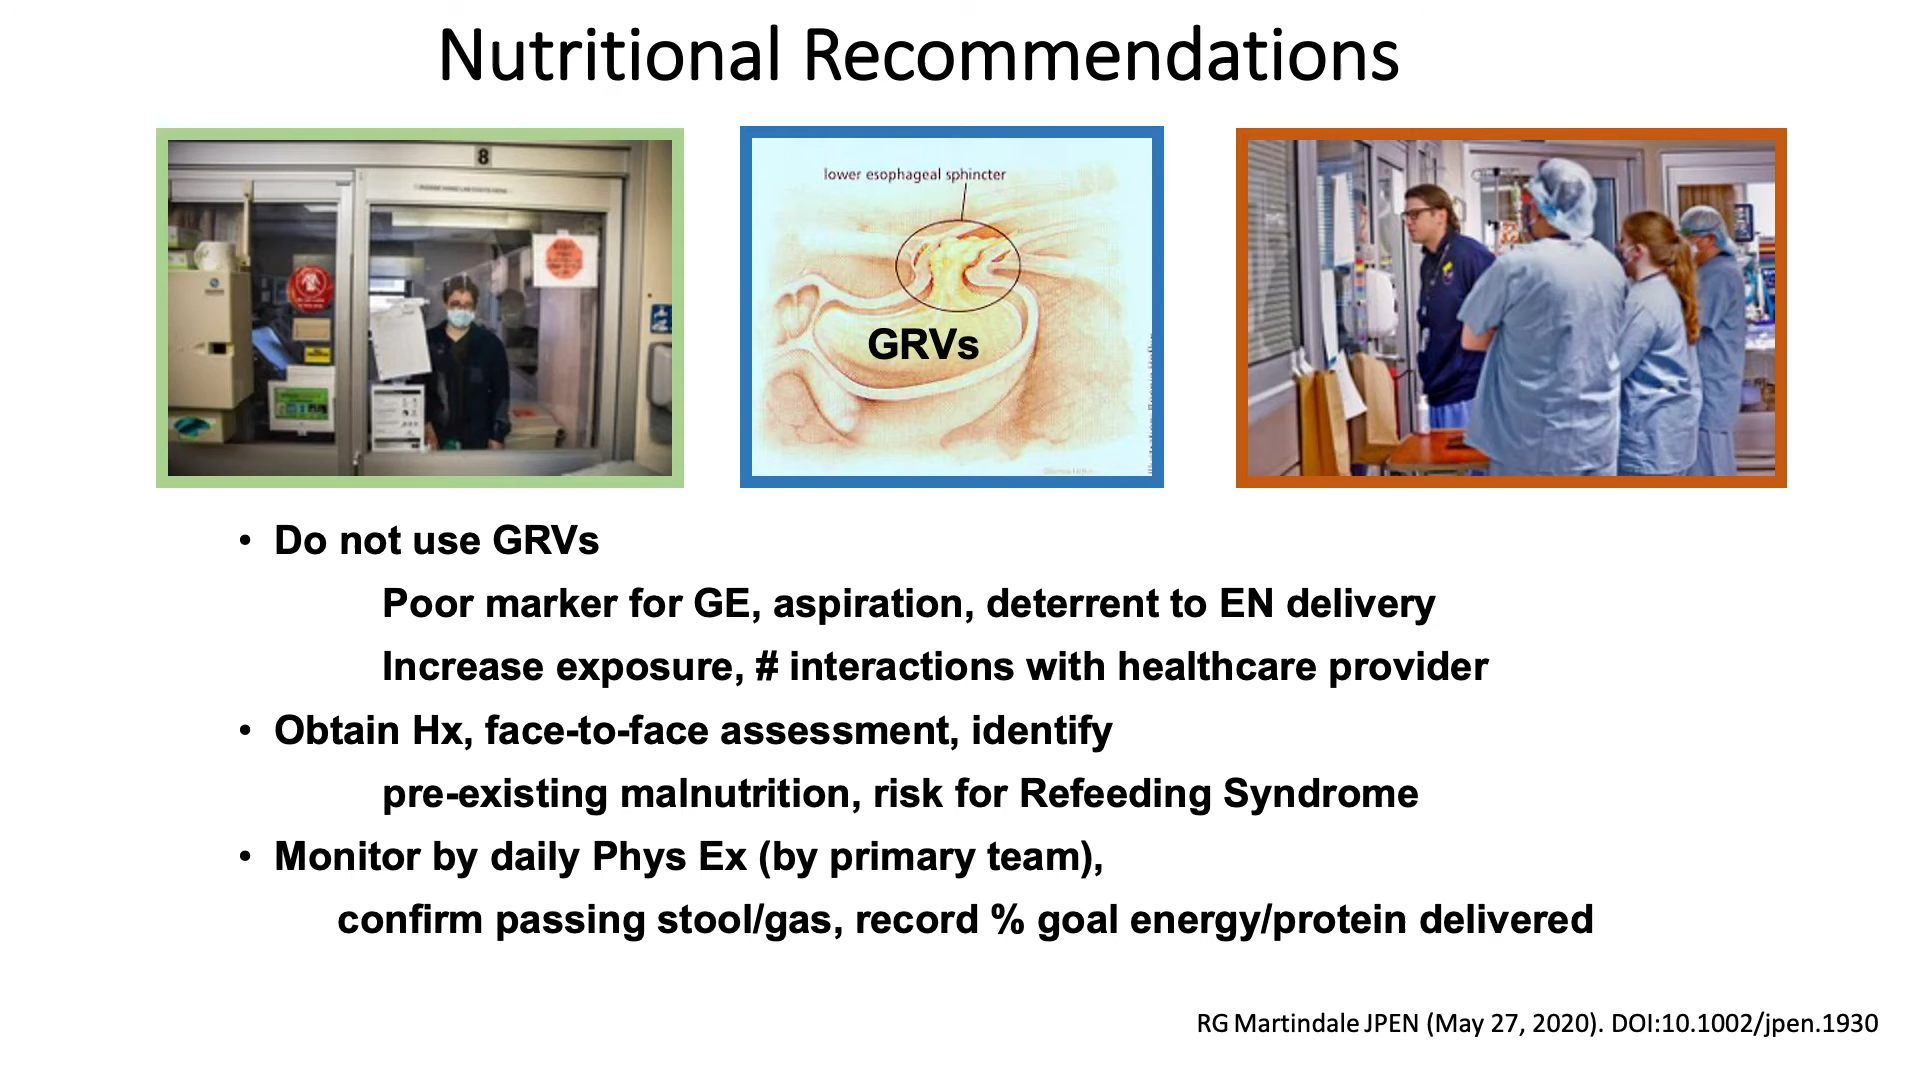 Nutritional Recommendations
8
lower esophageal sphincter
GRVs
• Do not use GRVs
Poor marker for GE, aspiration, deterrent to EN delivery
Increase exposure, # interactions with healthcare provider
• Obtain Hx, face-to-face assessment, identify
pre-existing malnutrition, risk for Refeeding Syndrome
• Monitor by daily Phys Ex (by primary team),
confirm passing stool/gas, record % goal energy/protein delivered
RG Martindale JPEN (May 27, 2020). DOI:10.1002/jpen.1930